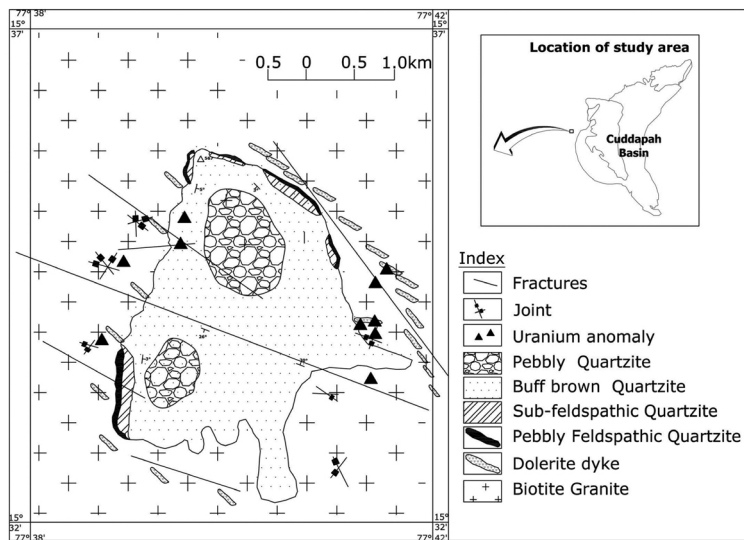 77° 38'
77° 42'
15°
37'
15°
37'
0.5 0 0.5 1.0km
Location of study area
Cuddapah
Basin
Index
Fractures
Joint
Uranium anomaly
Pebbly Quartzite
Buff brown Quartzite
Sub-feldspathic Quartzite
Pebbly Feldspathic Quartzite
Dolerite dyke
Biotite Granite
15°
32'
15°
32'
77° 38'
77° 42'